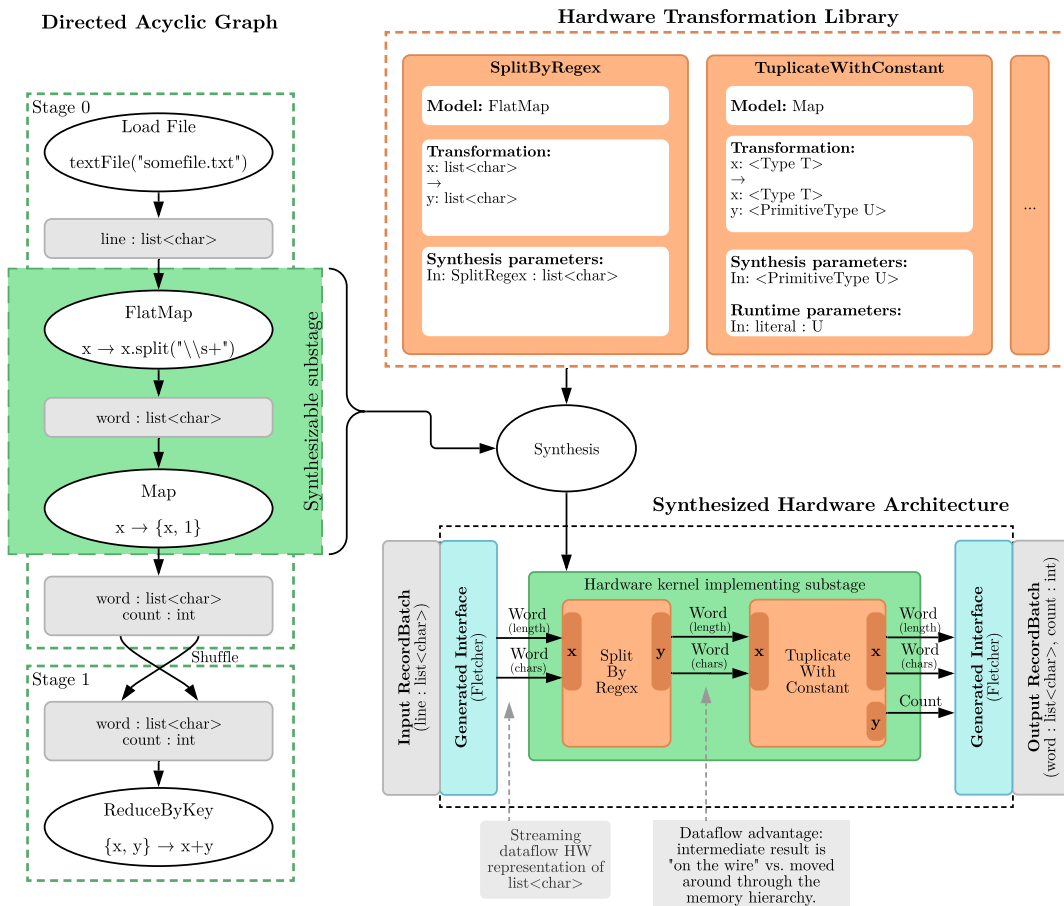 Directed Acyclic Graph
Stage 0
Load File
textFile("somefile.txt")
line : list<char>
FlatMap
x → x.split("\\s+")
word : list<char>
Map
x → {x, 1}
Synthesizable substage
word : list<char>
count : int
Shuffle
Stage 1
word : list<char>
count : int
ReduceByKey
{x, y} → x+y
Hardware Transformation Library
SplitByRegex
Model: FlatMap
Transformation:
x: list<char>
→
y: list<char>
Synthesis parameters:
In: SplitRegex : list<char>
TuplicateWithConstant
Model: Map
Transformation:
x: <Type T>
→
x: <Type T>
y: <PrimitiveType U>
Synthesis parameters:
In: <PrimitiveType U>
Runtime parameters:
In: literal : U
...
Synthesis
Synthesized Hardware Architecture
Input RecordBatch
(line : list<char>)
Generated Interface
(Fletcher)
Hardware kernel implementing substage
Word
(length)
Word
(chars)
x
Split
By
Regex
y
Word
(length)
Word
(chars)
x
Tuplicate
With
Constant
x
y
Word
(length)
Word
(chars)
Count
Generated Interface
(Fletcher)
Output RecordBatch
(word : list<char>, count : int)
Streaming
dataflow HW
representation of
list<char>
Dataflow advantage:
intermediate result is
"on the wire" vs. moved
around through the
memory hierarchy.